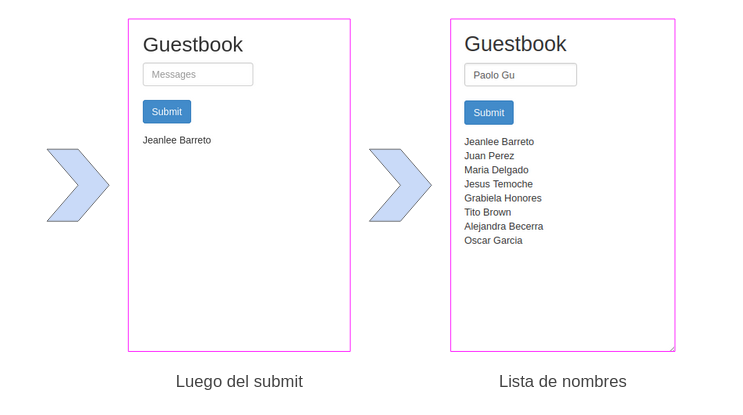 Guestbook
Messages
Submit
Jeanlee Barreto
Luego del submit
Guestbook
Paolo Gu
Submit
Jeanlee Barreto
Juan Perez
Maria Delgado
Jesus Temoche
Grabiela Honores
Tito Brown
Alejandra Becerra
Oscar Garcia
Lista de nombres